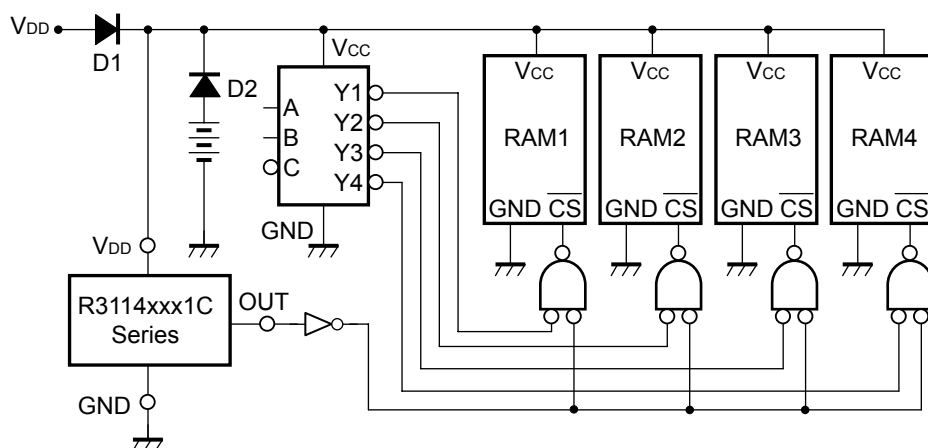 VDD
D1
D2
VCC
A
B
C
Y1
Y2
Y3
Y4
GND
VCC
RAM1
GND CS
VCC
RAM2
GND CS
VCC
RAM3
GND CS
VCC
RAM4
GND CS
VDD
R3114xxx1C
Series
OUT
GND